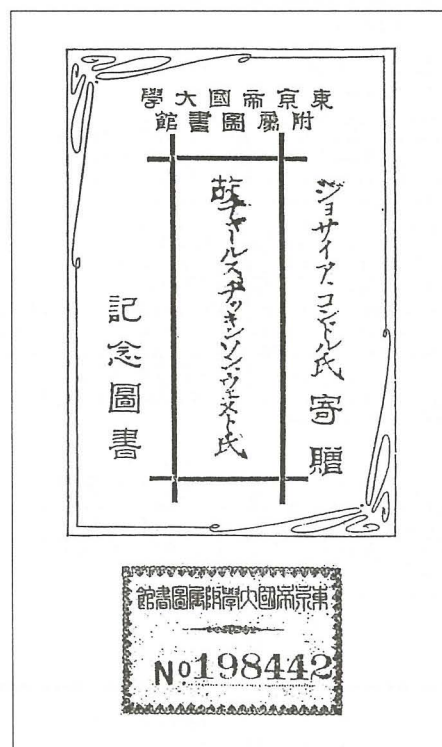 東京帝國大學
附屬圖書館
ジョサイア、コンドル氏寄贈
故チャールス、ヂッキンソン、ウェスト氏
記念圖書
東京帝國大學附屬圖書館
No198442